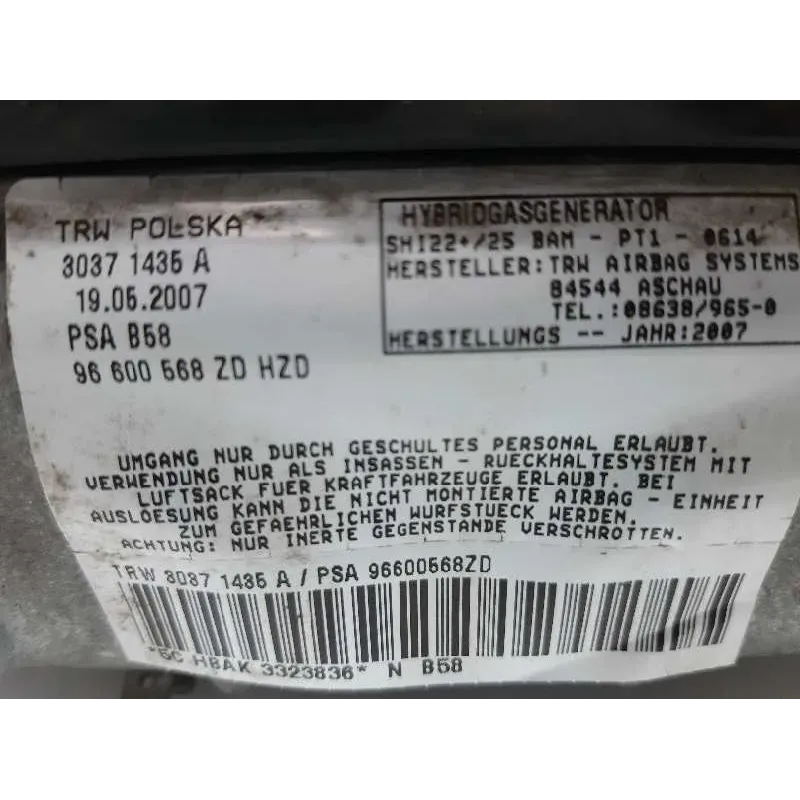 TRW POLSKA
3037 1435 A
19.05.2007
PSA B58
96 600 568 ZD HZD
HYBRIDGASGENERATOR
SHI22+/25 BAM - PT1 - 0614
HERSTELLER: TRW AIRBAG SYSTEMS
84544 ASCHAU
TEL.:08638/965-0
HERSTELLUNGS -- JAHR:2007
UMGANG NUR DURCH GESCHULTES PERSONAL ERLAUBT.
VERWENDUNG NUR ALS INSASSEN - RUECKHALTESYSTEM MIT
LUFTSACK FUER KRAFTFAHRZEUGE ERLAUBT. BEI
AUSLOESUNG KANN DIE NICHT MONTIERTE AIRBAG - EINHEIT
ZUM GEFAEHRLICHEN WURFSTUECK WERDEN.
ACHTUNG: NUR INERTE GEGENSTANDE VERSCHROTTEN.
TRW 3037 1435 A / PSA 96600568ZD
*5C HBAK 3323836* N B58